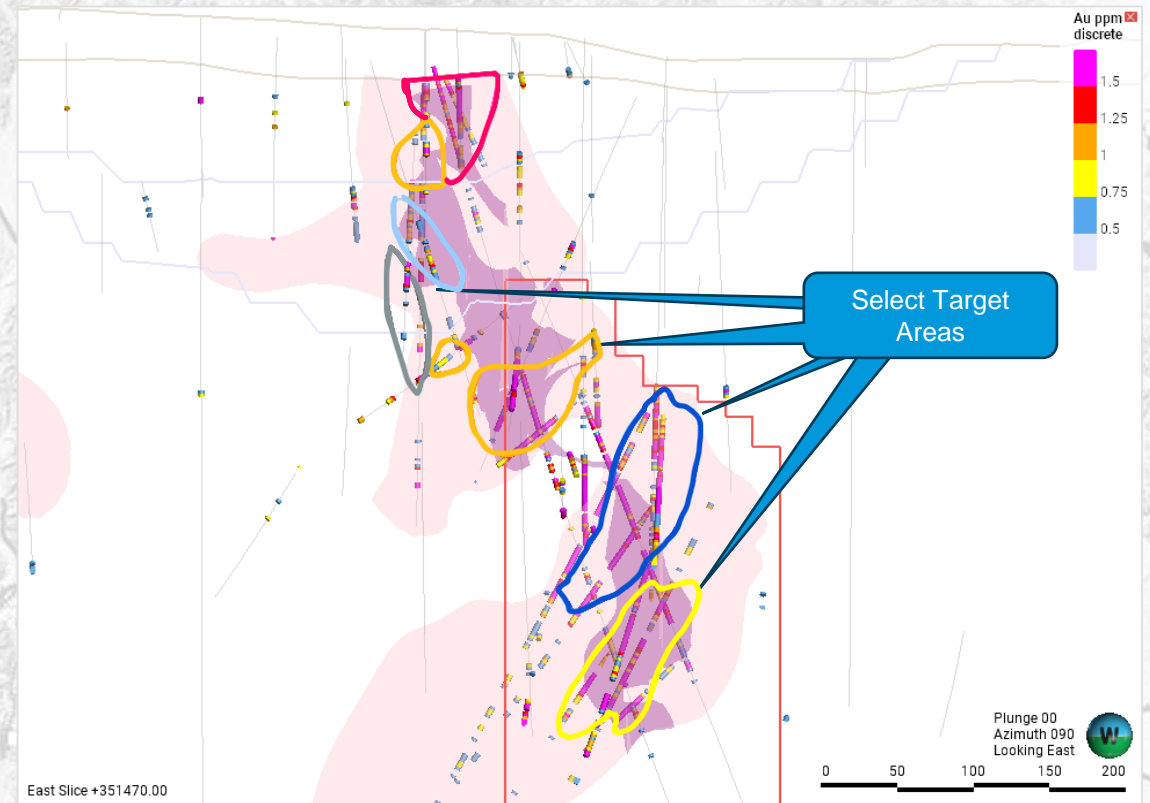 Au ppm
discrete
1.5
1.25
1
0.75
0.5
Select Target
Areas
Plunge 00
Azimuth 090
Looking East
W
0 50 100 150 200
East Slice +351470.00